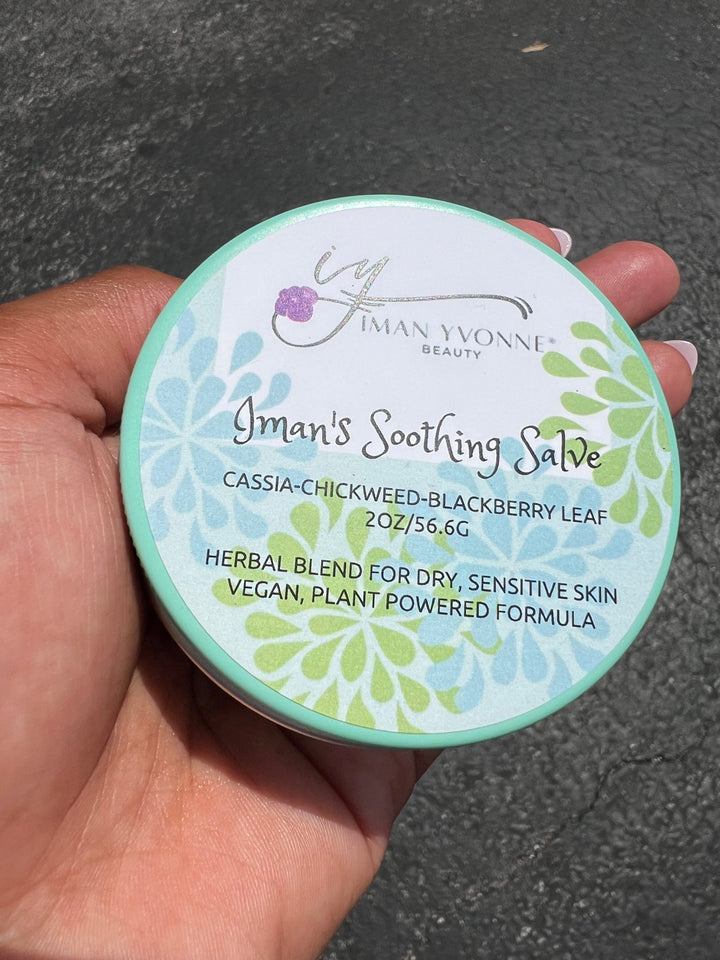 iy
IMAN YVONNE®
BEAUTY
Iman's Soothing Salve
CASSIA-CHICKWEED-BLACKBERRY LEAF
2OZ/56.6G
HERBAL BLEND FOR DRY, SENSITIVE SKIN
VEGAN, PLANT POWERED FORMULA